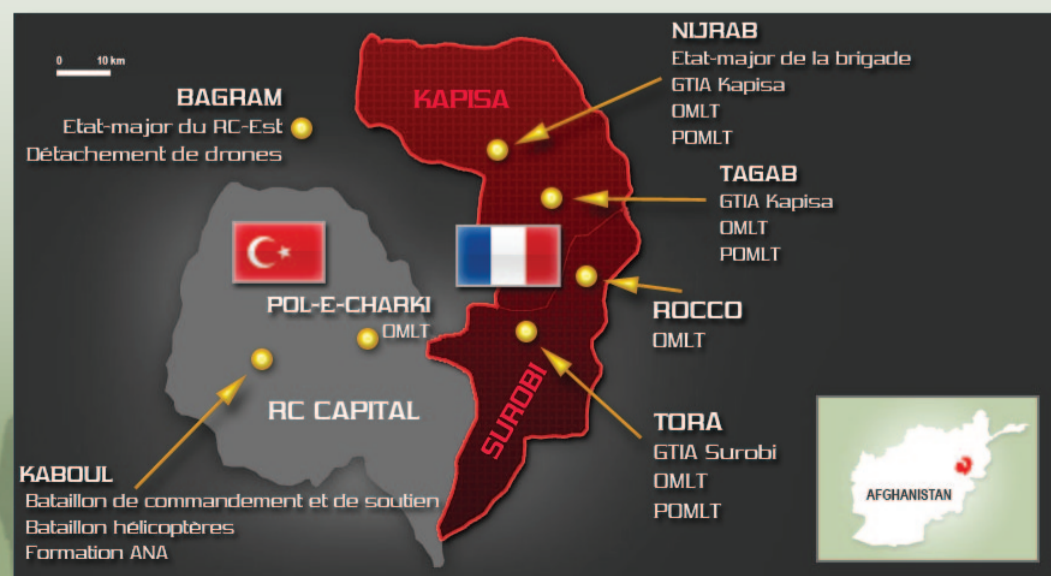 0 10 km
BAGRAM
Etat-major du RC-Est
Détachement de drones
KAPISA
NIJRAB
Etat-major de la brigade
GTIA Kapisa
OMLT
POMLT
TAGAB
GTIA Kapisa
OMLT
POMLT
ROCCO
OMLT
POL-E-CHARKI
OMLT
RC CAPITAL
SUROBI
TORA
GTIA Surobi
OMLT
POMLT
KABOUL
Bataillon de commandement et de soutien
Bataillon hélicoptères
Formation ANA
AFGHANISTAN